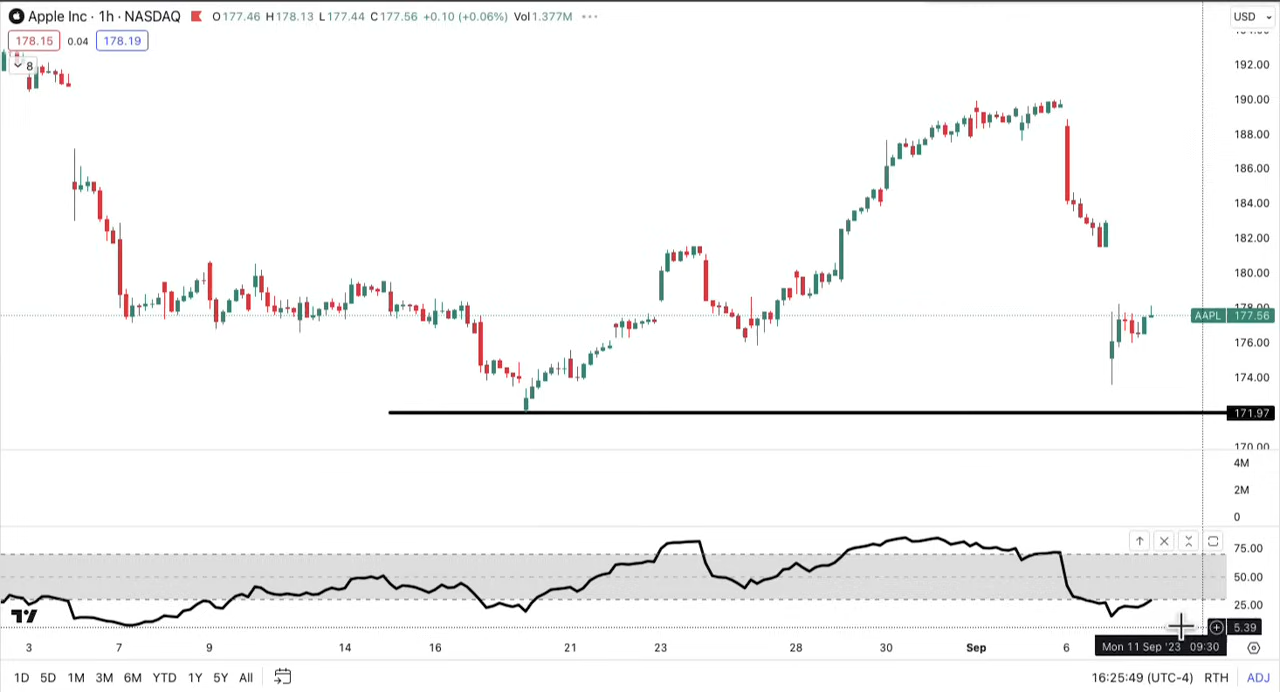 Apple Inc · 1h · NASDAQ O177.46 H178.13 L177.44 C177.56 +0.10 (+0.06%) Vol1.377M
USD
178.15 0.04 178.19
8
192.00
190.00
188.00
186.00
184.00
182.00
180.00
178.00
AAPL 177.56
176.00
174.00
171.97
170.00
4M
2M
0
75.00
50.00
25.00
5.39
3 7 9 14 16 21 23 28 30 Sep 6 Mon 11 Sep '23 09:30
1D 5D 1M 3M 6M YTD 1Y 5Y All 16:25:49 (UTC-4) RTH ADJ